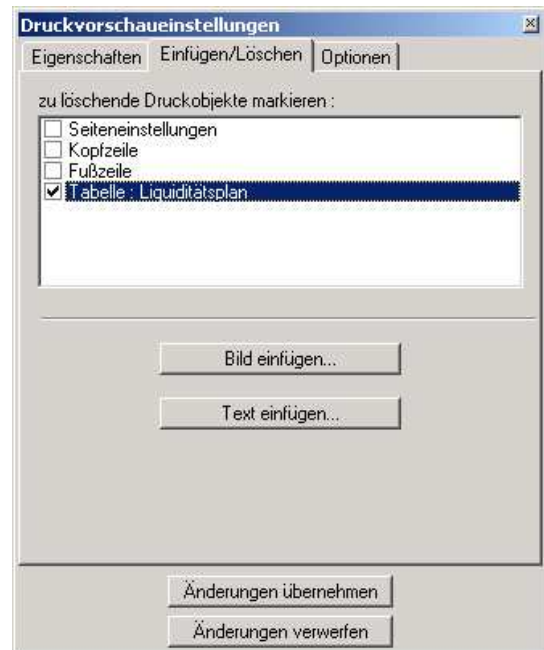 Druckvorschaueinstellungen
Eigenschaften Einfügen/Löschen Optionen
zu löschende Druckobjekte markieren :
Seiteneinstellungen
Kopfzeile
Fußzeile
Tabelle : Liquiditätsplan
Bild einfügen...
Text einfügen...
Änderungen übernehmen
Änderungen verwerfen